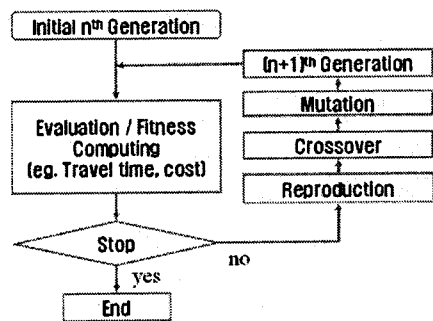 Initial nth Generation
(n+1)th Generation
Mutation
Evaluation / Fitness
Computing
(eg. Travel time, cost)
Crossover
Reproduction
Stop
no
yes
End